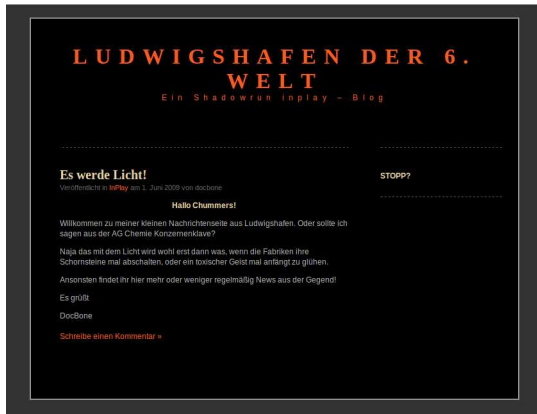 LUDWIGSHAFEN DER 6.
WELT
Ein Shadowrun inplay – Blog
Es werde Licht!
Veröffentlicht in InPlay am 1. Juni 2009 von docbone
Hallo Chummers!
Willkommen zu meiner kleinen Nachrichtenseite aus Ludwigshafen. Oder sollte ich
sagen aus der AG Chemie Konzernenklave?
Naja das mit dem Licht wird wohl erst dann was, wenn die Fabriken ihre
Schornsteine mal abschalten, oder ein toxischer Geist mal anfängt zu glühen.
Ansonsten findet ihr hier mehr oder weniger regelmäßig News aus der Gegend!
Es grüßt
DocBone
Schreibe einen Kommentar »
STOPP?